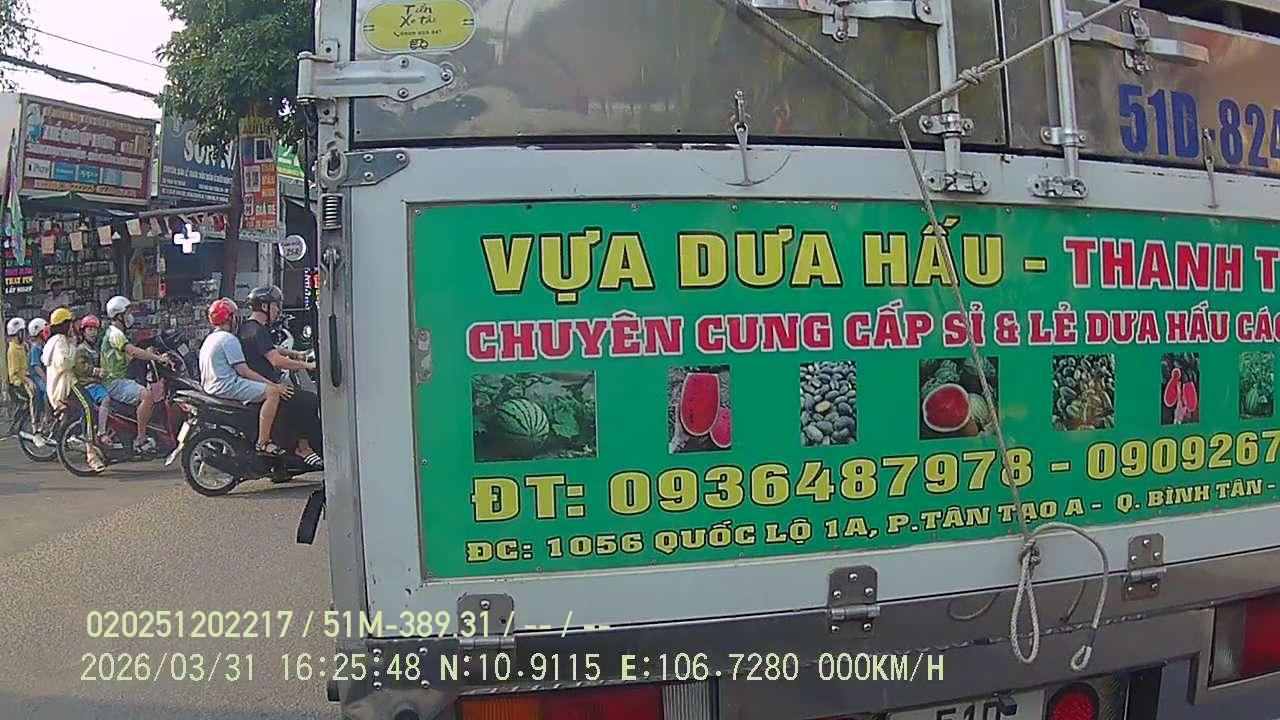 Tiến
Xe tải
51D-824
VỰA DƯA HẤU - THANH T
CHUYÊN CUNG CẤP SỈ & LẺ DƯA HẤU CÁC
ĐT: 0936487978 - 0909267
ĐC: 1056 QUỐC LỘ 1A, P.TÂN TẠO A - Q. BÌNH TÂN -
51D
020251202217 / 51M-389.31 / -- / --
2026/03/31 16:25:48 N:10.9115 E:106.7280 000KM/H